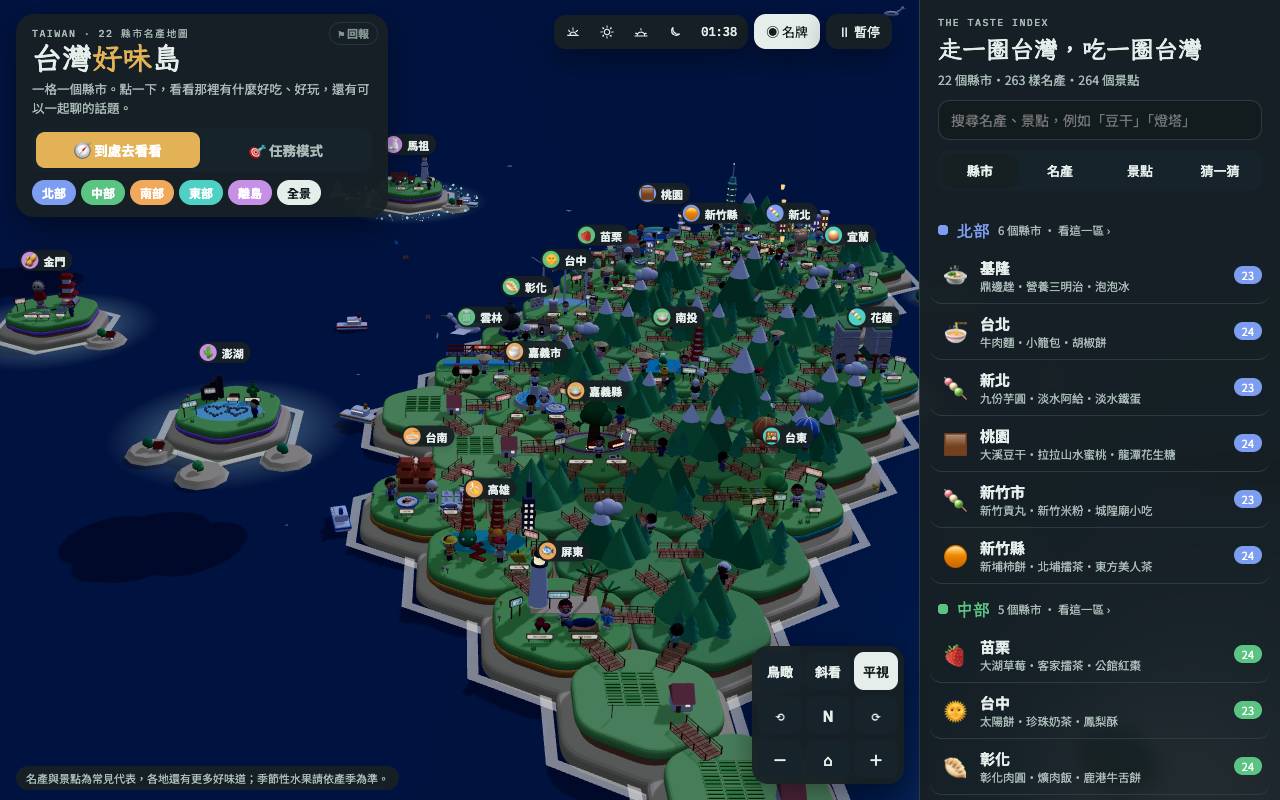 TAIWAN · 22 縣市名產地圖
回報
台灣好味島
一格一個縣市。點一下，看看那裡有什麼好吃、好玩，還有可
以一起聊的話題。
到處去看看
任務模式
北部 中部 南部 東部 離島 全景
01:38
名牌
暫停
馬祖
桃園
新竹縣
新北
苗栗
宜蘭
台中
金門
彰化
雲林
南投
花蓮
澎湖
嘉義市
嘉義縣
台南
台東
高雄
屏東
鳥瞰 斜看 平視
N
名產與景點為常見代表，各地還有更多好味道；季節性水果請依產季為準。
THE TASTE INDEX
走一圈台灣，吃一圈台灣
22 個縣市・263 樣名產・264 個景點
搜尋名產、景點，例如「豆干」「燈塔」
縣市 名產 景點 猜一猜
北部 6 個縣市 · 看這一區 ›
基隆
鼎邊趖・營養三明治・泡泡冰
23
台北
牛肉麵・小籠包・胡椒餅
24
新北
九份芋圓・淡水阿給・淡水鐵蛋
23
桃園
大溪豆干・拉拉山水蜜桃・龍潭花生糖
24
新竹市
新竹貢丸・新竹米粉・城隍廟小吃
23
新竹縣
新埔柿餅・北埔擂茶・東方美人茶
24
中部 5 個縣市 · 看這一區 ›
苗栗
大湖草莓・客家擂茶・公館紅棗
24
台中
太陽餅・珍珠奶茶・鳳梨酥
23
彰化
彰化肉圓・爌肉飯・鹿港牛舌餅
24